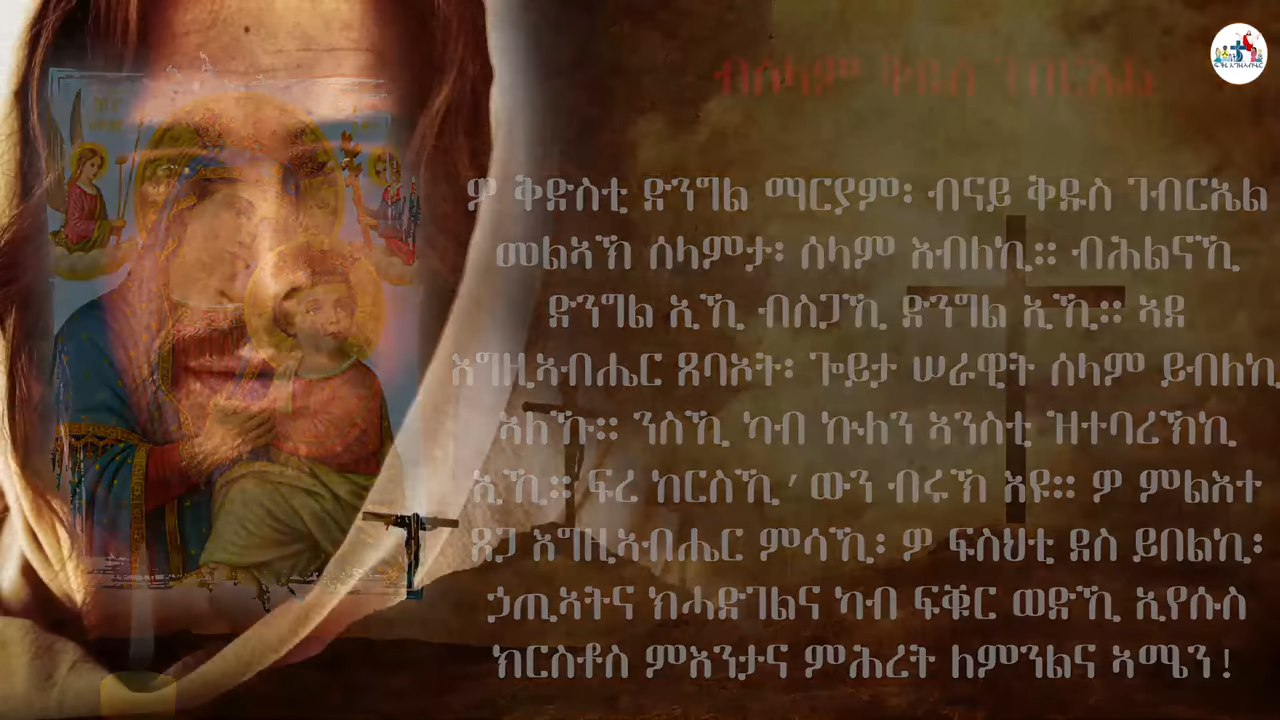 ብሰላም ቅዱስ ገብርኤል
ዎ ቅድስቲ ድንግል ማርያም፡ ብናይ ቅዱስ ገብርኤል
መልኣኽ ሰላምታ፡ ሰላም እብለኪ። ብሕልናኺ
ድንግል ኢኺ ብስጋኺ ድንግል ኢኺ። ኣደ
እግዚኣብሔር ጸባኦት፡ ጐይታ ሠራዊት ሰላም ይብለኪ
ኣለኹ። ንስኺ ካብ ኩለን ኣንስቲ ዝተባረኽኪ
ኢኺ። ፍረ ከርስኺ'ውን ብሩኽ እዩ። ዎ ምልእተ
ጸጋ እግዚኣብሔር ምሳኺ፡ ዎ ፍስህቲ ደስ ይበልኪ፡
ኃጢኣትና ክሓድገልና ካብ ፍቁር ወድኺ ኢየሱስ
ክርስቶስ ምእንታና ምሕረት ለምንልና ኣሜን!